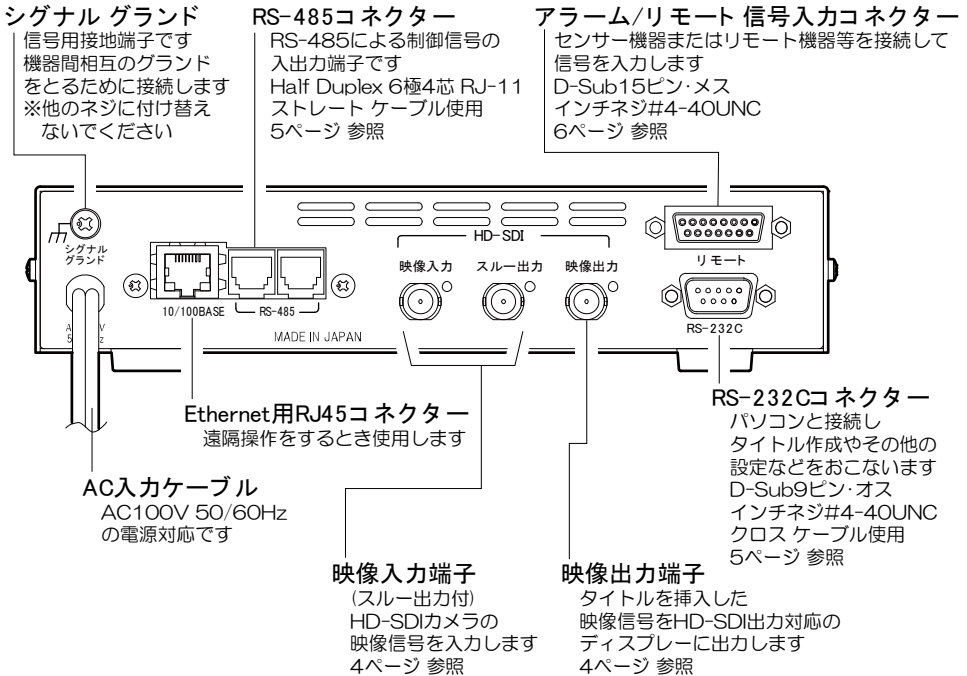 シグナル グランド
信号用接地端子です
機器間相互のグランド
をとるために接続します
※他のネジに付け替え
ないでください
RS-485コネクター
RS-485による制御信号の
入出力端子です
Half Duplex 6極4芯 RJ-11
ストレート ケーブル使用
5ページ 参照
アラーム/リモート 信号入力コネクター
センサー機器またはリモート機器等を接続して
信号を入力します
D-Sub15ピン・メス
インチネジ#4-40UNC
6ページ 参照
シグナル
グランド
10/100BASE
RS-485
MADE IN JAPAN
HD-SDI
映像入力
スルー出力
映像出力
リモート
RS-232C
Ethernet用RJ45コネクター
遠隔操作をするとき使用します
AC入力ケーブル
AC100V 50/60Hz
の電源対応です
映像入力端子
(スルー出力付)
HD-SDIカメラの
映像信号を入力します
4ページ 参照
映像出力端子
タイトルを挿入した
映像信号をHD-SDI出力対応の
ディスプレーに出力します
4ページ 参照
RS-232Cコネクター
パソコンと接続し
タイトル作成やその他の
設定などをおこないます
D-Sub9ピン・オス
インチネジ#4-40UNC
クロス ケーブル使用
5ページ 参照